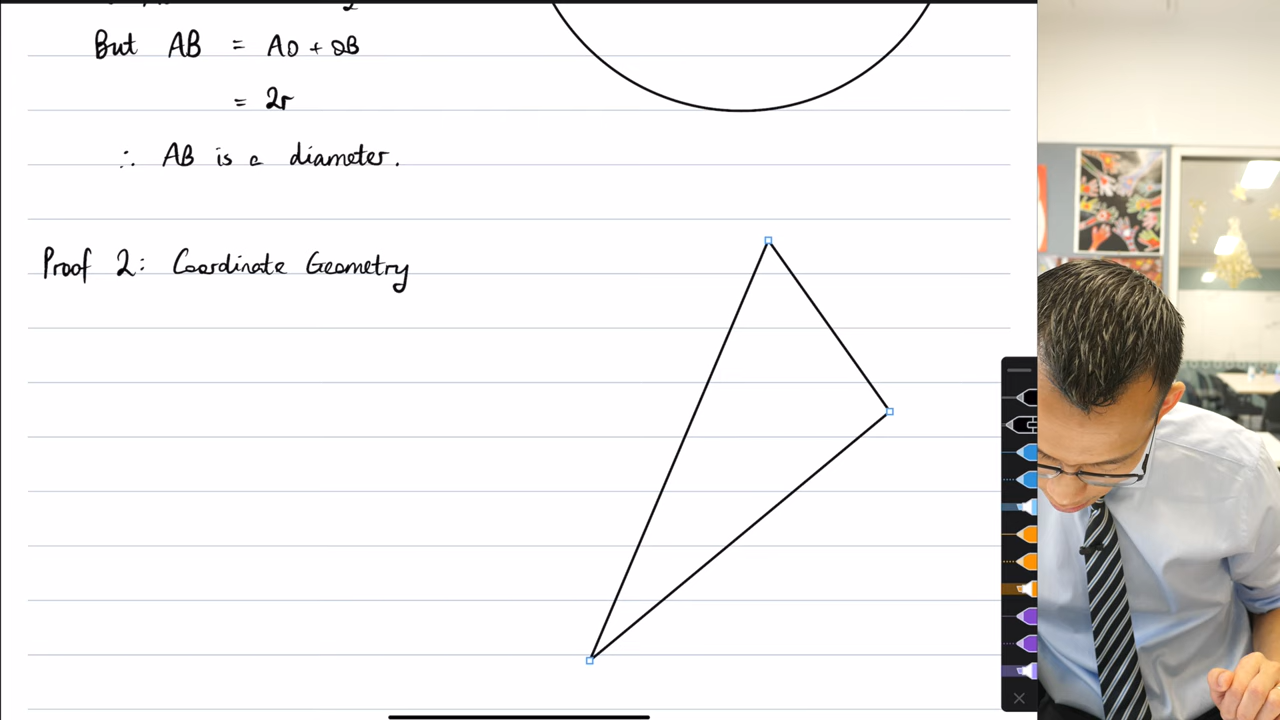 But AB = AO + OB
= 2r
∴ AB is a diameter.
Proof 2: Coordinate Geometry